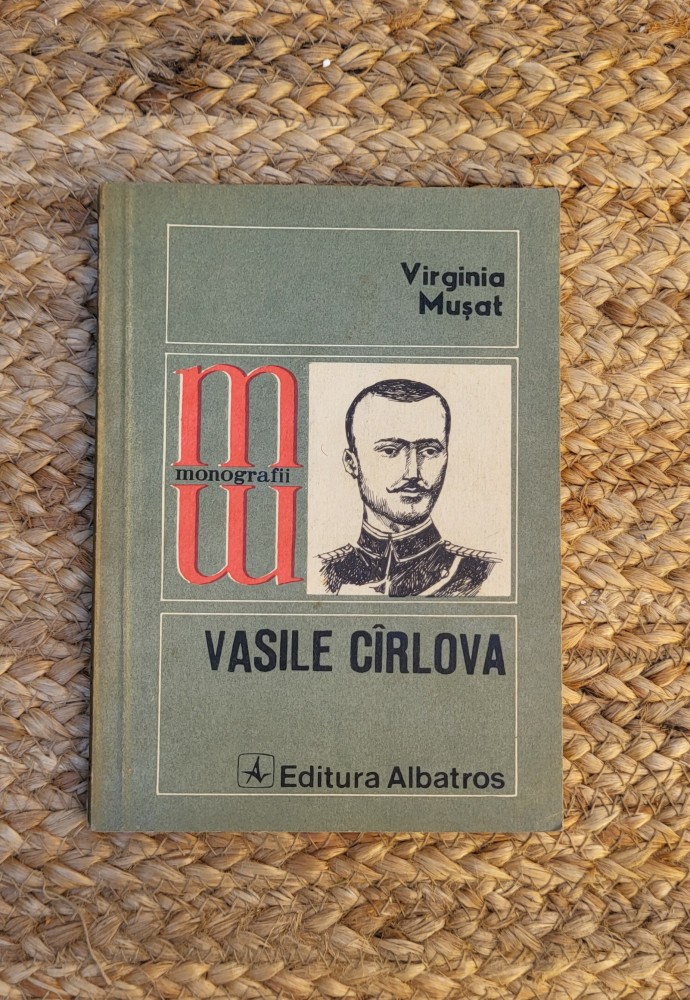 Virginia
Mușat
monografii
VASILE CÎRLOVA
Editura Albatros